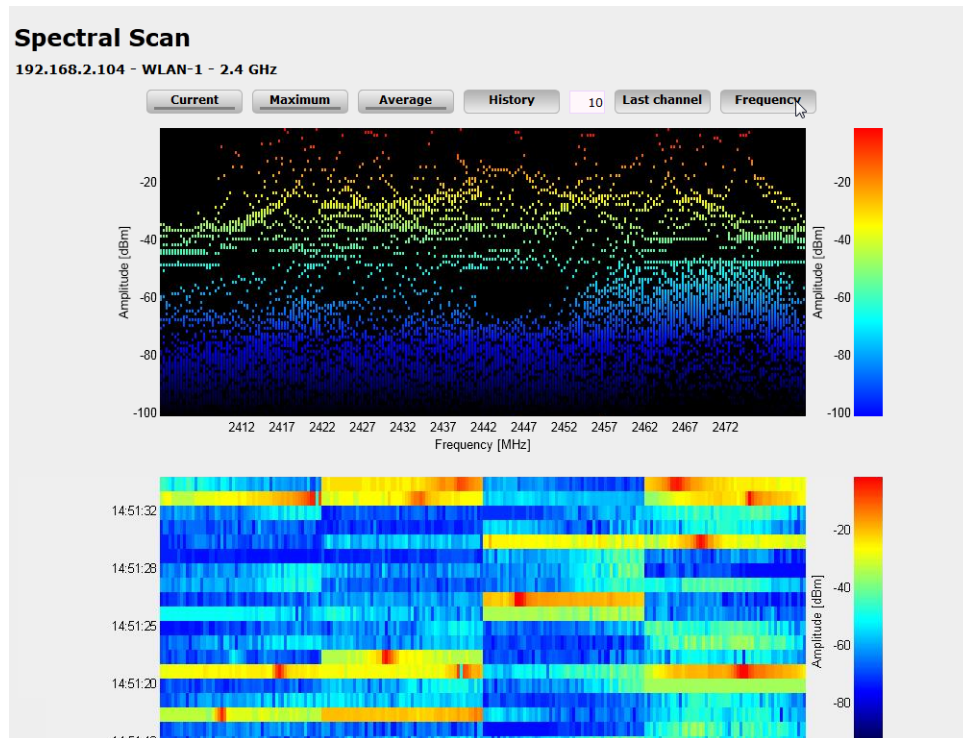 Spectral Scan
192.168.2.104 - WLAN-1 - 2.4 GHz
Current Maximum Average History 10 Last channel Frequency
-20 -20
-40 -40
Amplitude [dBm] Amplitude [dBm]
-60 -60
-80 -80
-100 -100
2412 2417 2422 2427 2432 2437 2442 2447 2452 2457 2462 2467 2472
Frequency [MHz]
14:51:32
-20
14:51:28
-40
Amplitude [dBm]
14:51:25
-60
14:51:20
-80